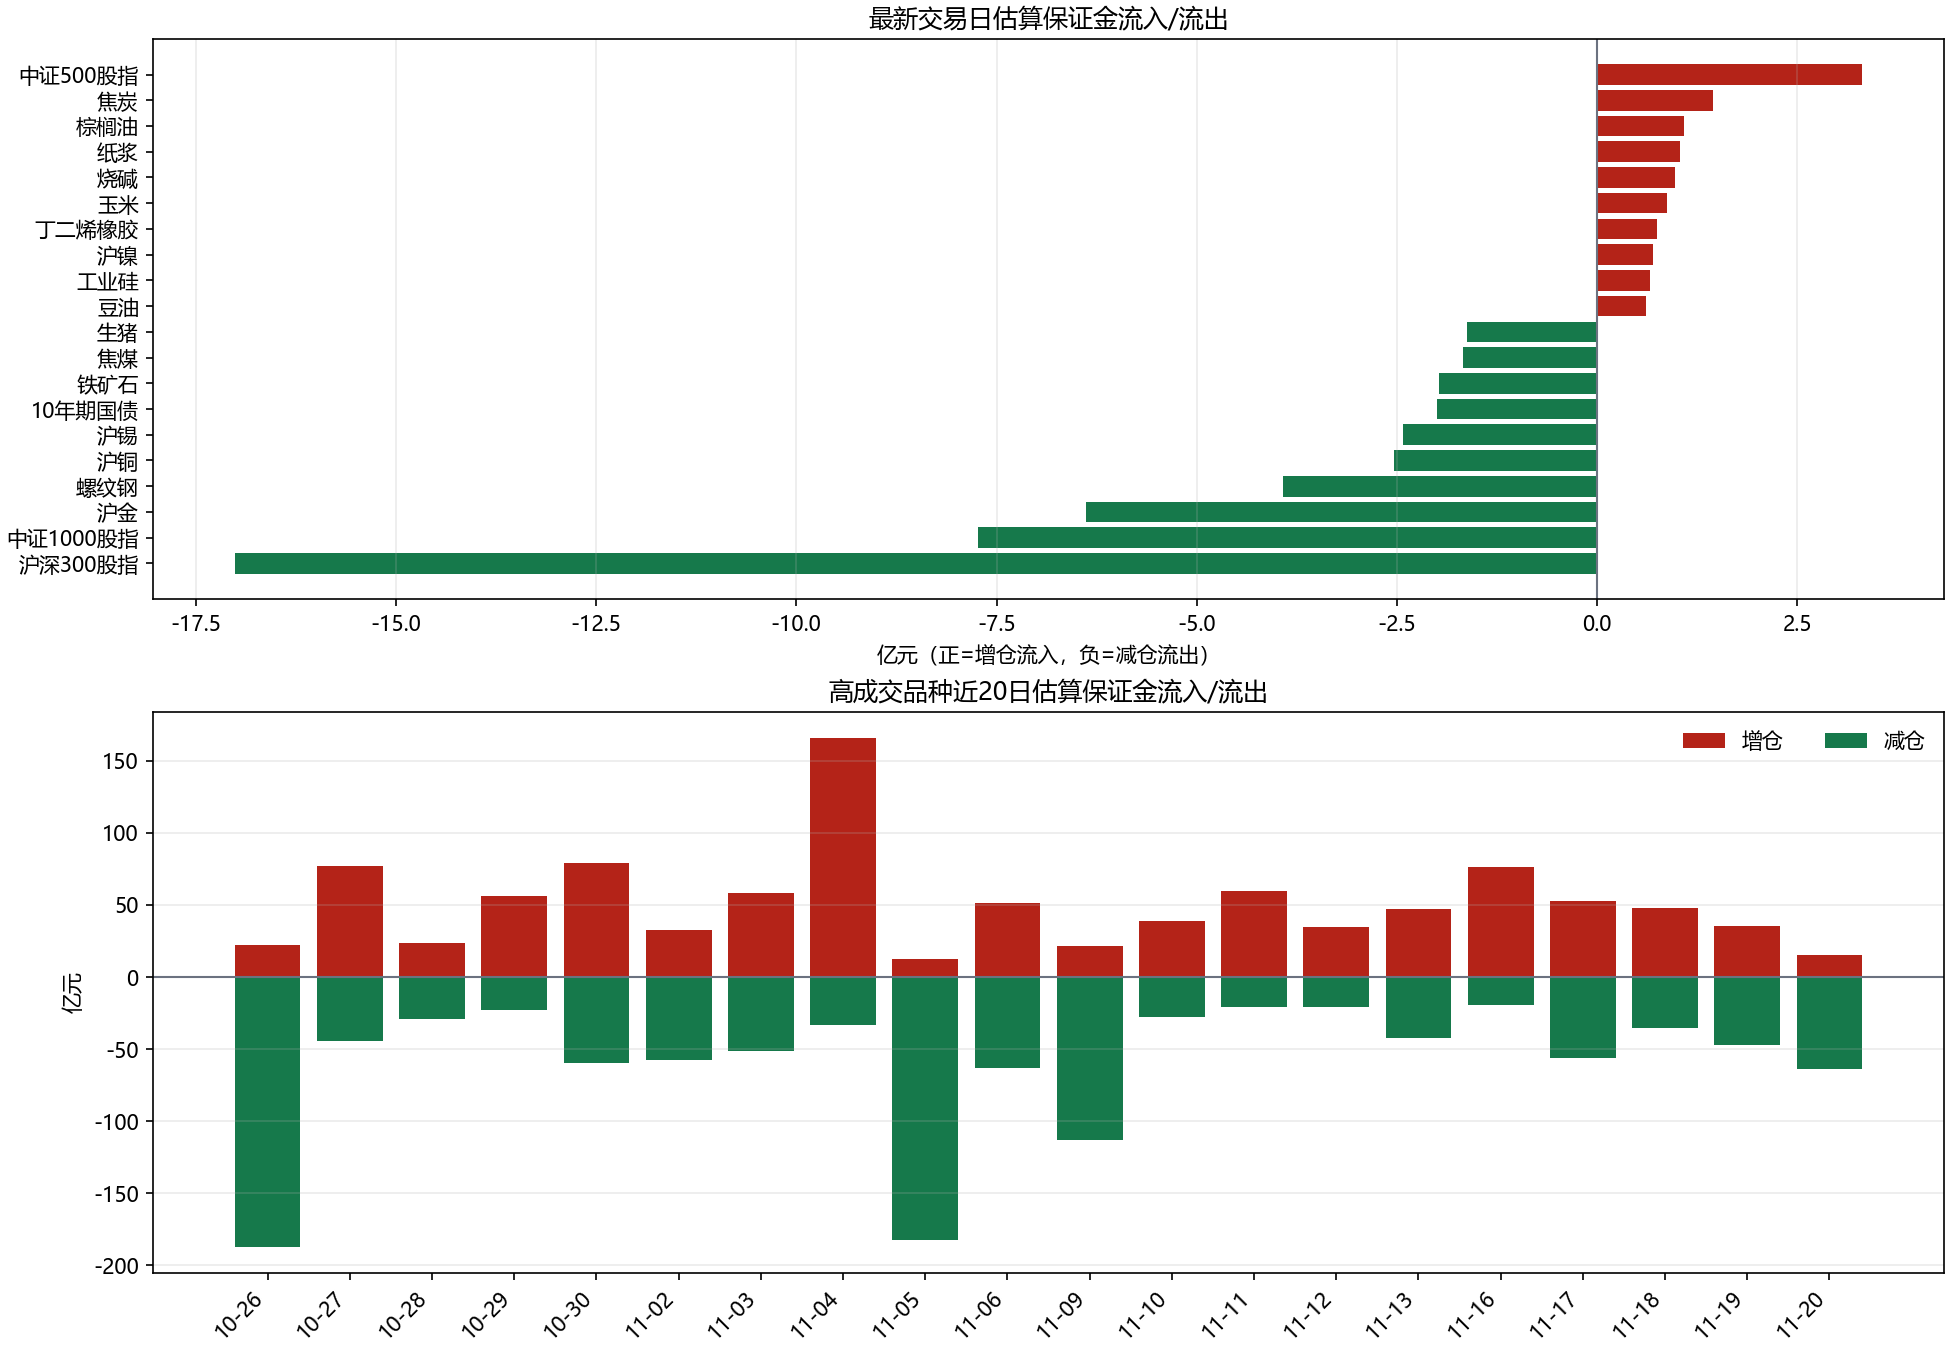 最新交易日估算保证金流入/流出
中证500股指
焦炭
棕榈油
纸浆
烧碱
玉米
丁二烯橡胶
沪镍
工业硅
豆油
生猪
焦煤
铁矿石
10年期国债
沪锡
沪铜
螺纹钢
沪金
中证1000股指
沪深300股指
-17.5 -15.0 -12.5 -10.0 -7.5 -5.0 -2.5 0.0 2.5
亿元（正=增仓流入，负=减仓流出）
高成交品种近20日估算保证金流入/流出
增仓 减仓
150
100
50
0
-50
-100
-150
-200
亿元
10-26 10-27 10-28 10-29 10-30 11-02 11-03 11-04 11-05 11-06 11-09 11-10 11-11 11-12 11-13 11-16 11-17 11-18 11-19 11-20